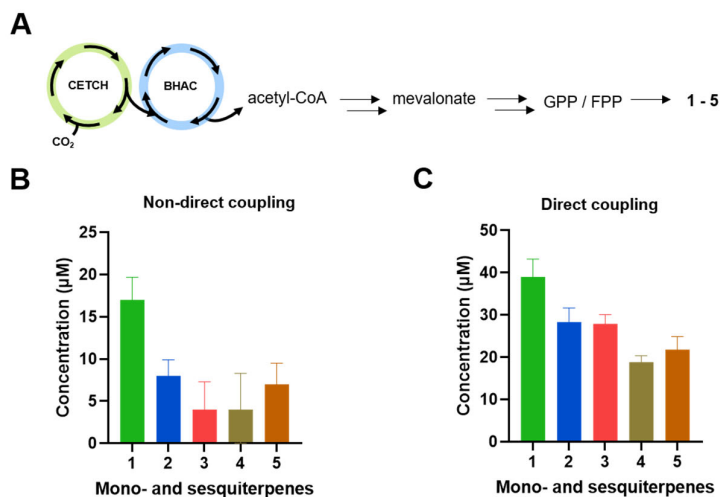 A
CETCH
BHAC
CO₂
acetyl-CoA
mevalonate
GPP / FPP
1 - 5
B
Non-direct coupling
Concentration (µM)
25
20
15
10
5
0
1 2 3 4 5
Mono- and sesquiterpenes
C
Direct coupling
Concentration (µM)
50
40
30
20
10
0
1 2 3 4 5
Mono- and sesquiterpenes